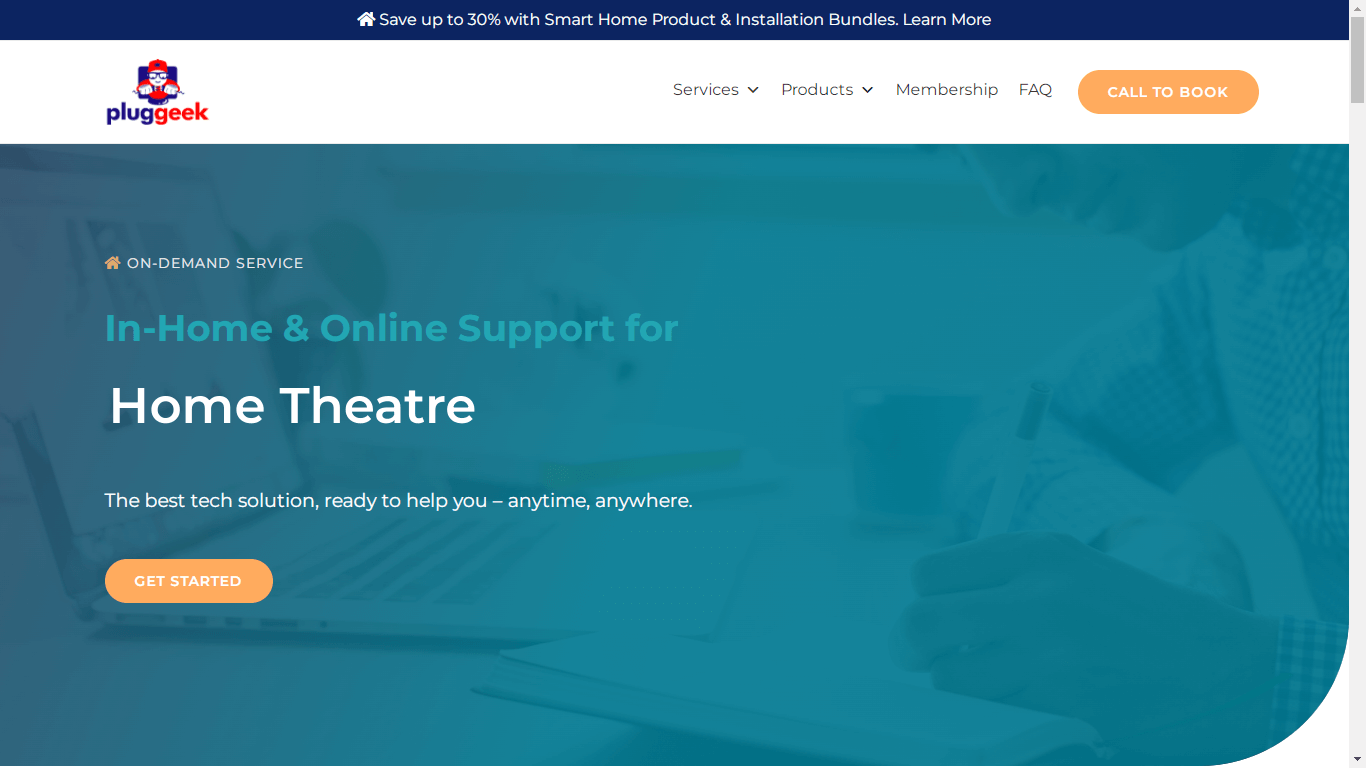 Save up to 30% with Smart Home Product & Installation Bundles. Learn More
pluggeek
Services
Products
Membership
FAQ
CALL TO BOOK
ON-DEMAND SERVICE
In-Home & Online Support for
Home Theatre
The best tech solution, ready to help you – anytime, anywhere.
GET STARTED